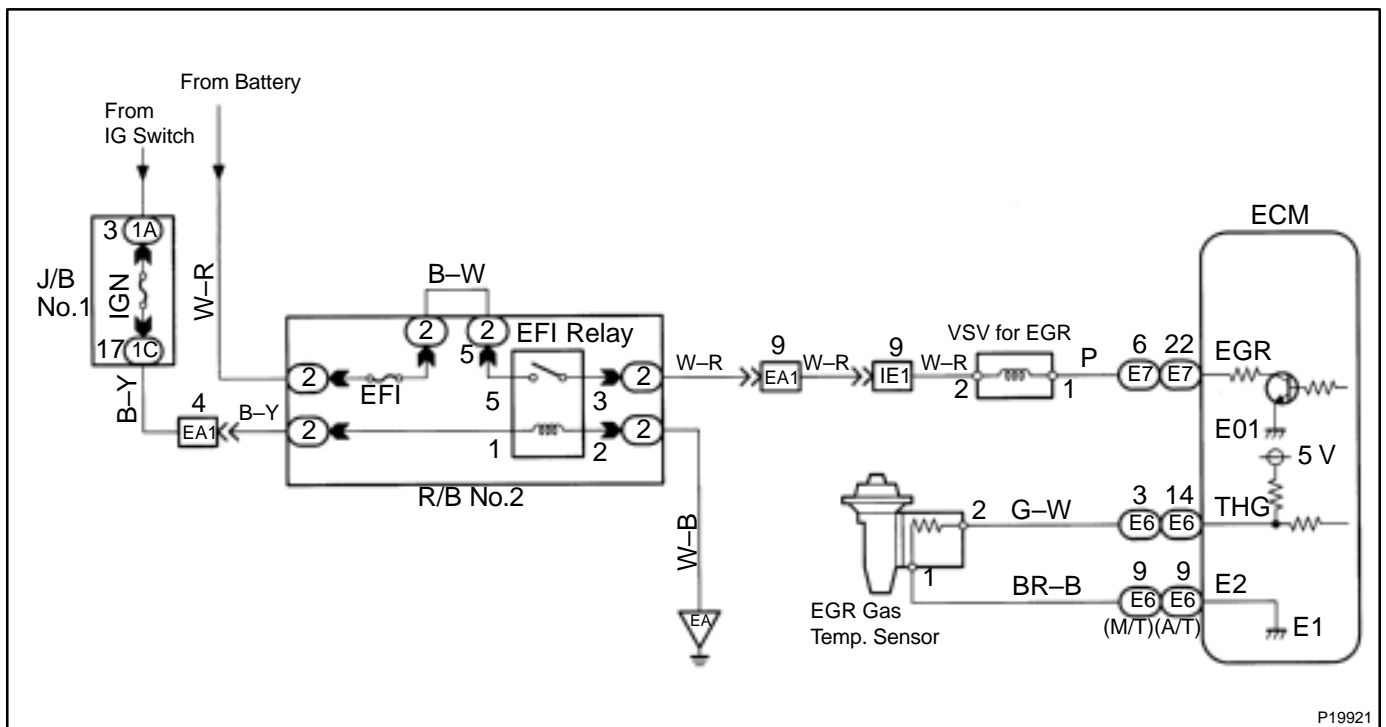 From Battery
From
IG Switch
ECM
3 1A
J/B
No.1
IGN
17 1C
W–R
B–W
2 2
EFI Relay
5
2
EFI
5 3
2
W–R
9
EA1
W–R
9
IE1
W–R
VSV for EGR
2 1
P
6 22
E7 E7
EGR
E01
5 V
B–Y
4
EA1
B–Y
2
1 2
2
R/B No.2
W–B
EA
2
G–W
3 14
E6 E6
THG
1
BR–B
9 9
E6 E6
E2
(M/T) (A/T)
E1
EGR Gas
Temp. Sensor
P19921